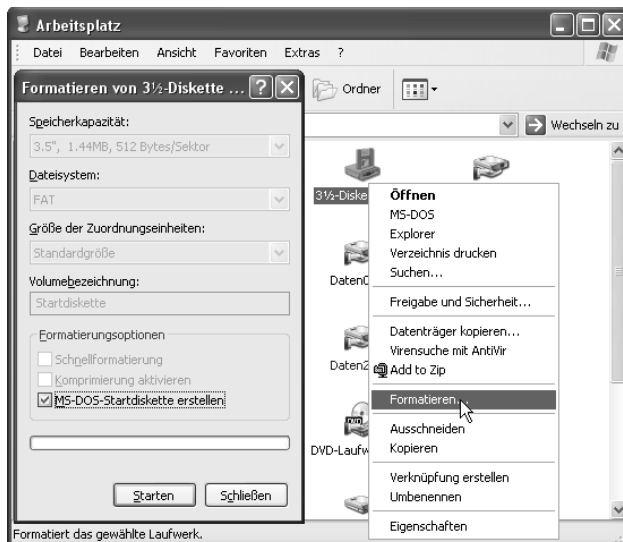 Arbeitsplatz
Datei Bearbeiten Ansicht Favoriten Extras ?
Formatieren von 3½-Diskette ... ? X
Ordner
Wechseln zu
Speicherkapazität:
3.5", 1.44MB, 512 Bytes/Sektor
Dateisystem:
FAT
Größe der Zuordnungseinheiten:
Standardgröße
Volumebezeichnung:
Startdiskette
Formatierungsoptionen
Schnellformatierung
Komprimierung aktivieren
MS-DOS-Startdiskette erstellen
Starten Schließen
3½-Diske
Daten
Daten2
DVD-Laufw
Öffnen
MS-DOS
Explorer
Verzeichnis drucken
Suchen...
Freigabe und Sicherheit...
Datenträger kopieren...
Virensuche mit AntiVir
Add to Zip
Formatieren...
Ausschneiden
Kopieren
Verknüpfung erstellen
Umbenennen
Eigenschaften
Formatiert das gewählte Laufwerk.